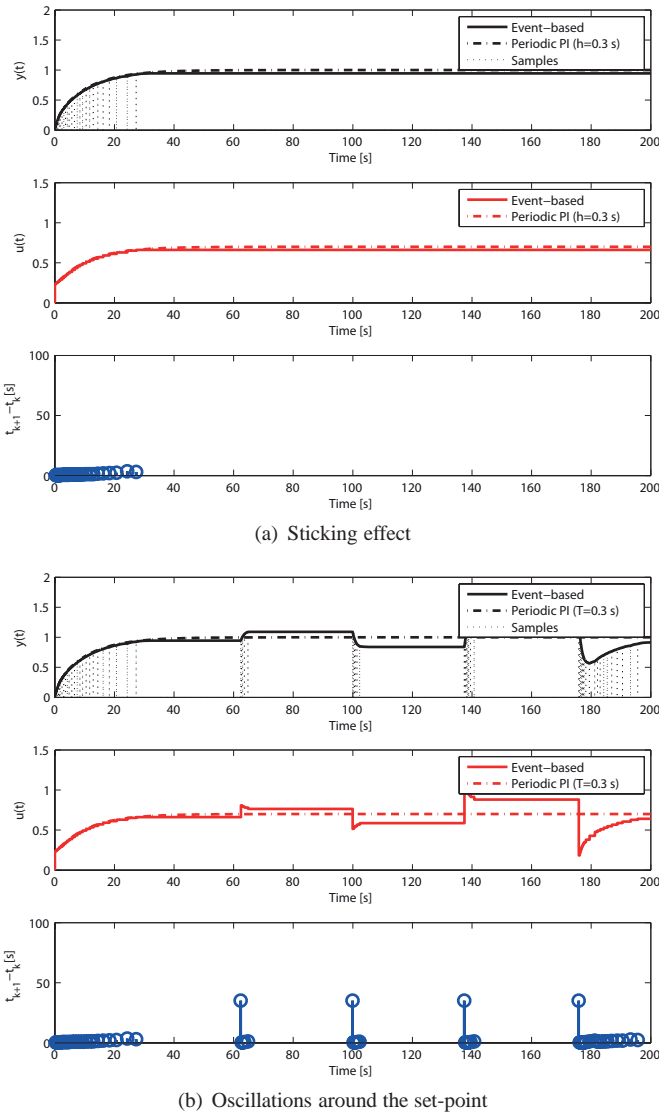 2
1.5
1
0.5
0
y(t)
Event−based
Periodic PI (h=0.3 s)
Samples
0 20 40 60 80 100 120 140 160 180 200
Time [s]
1.5
1
0.5
0
u(t)
Event−based
Periodic PI (h=0.3 s)
0 20 40 60 80 100 120 140 160 180 200
Time [s]
100
50
0
t_{k+1}−t_k[s]
0 20 40 60 80 100 120 140 160 180 200
Time [s]
(a) Sticking effect
2
1.5
1
0.5
0
y(t)
Event−based
Periodic PI (T=0.3 s)
Samples
0 20 40 60 80 100 120 140 160 180 200
Time [s]
1.5
1
0.5
0
u(t)
Event−based
Periodic PI (T=0.3 s)
0 20 40 60 80 100 120 140 160 180 200
Time [s]
100
50
0
t_{k+1}−t_k[s]
0 20 40 60 80 100 120 140 160 180 200
Time [s]
(b) Oscillations around the set-point